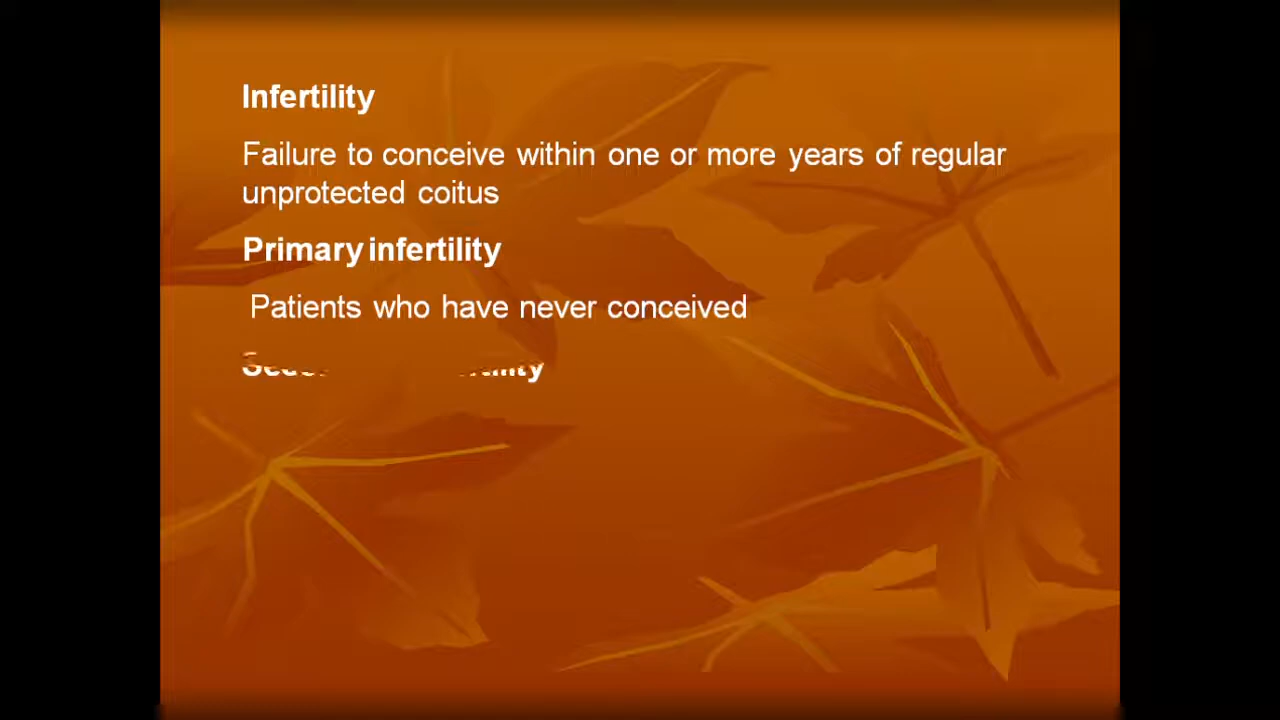 Infertility
Failure to conceive within one or more years of regular
unprotected coitus
Primary infertility
Patients who have never conceived